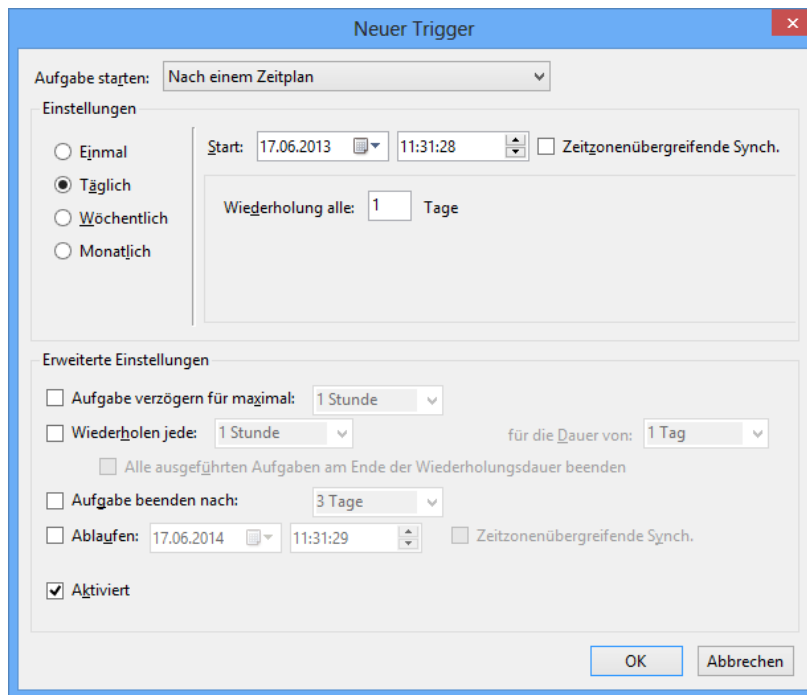 Neuer Trigger
Aufgabe starten: Nach einem Zeitplan
Einstellungen
Einmal
Täglich
Wöchentlich
Monatlich
Start: 17.06.2013 11:31:28 Zeitzonenübergreifende Synch.
Wiederholung alle: 1 Tage
Erweiterte Einstellungen
Aufgabe verzögern für maximal: 1 Stunde
Wiederholen jede: 1 Stunde für die Dauer von: 1 Tag
Alle ausgeführten Aufgaben am Ende der Wiederholungsdauer beenden
Aufgabe beenden nach: 3 Tage
Ablaufen: 17.06.2014 11:31:29 Zeitzonenübergreifende Synch.
Aktiviert
OK Abbrechen